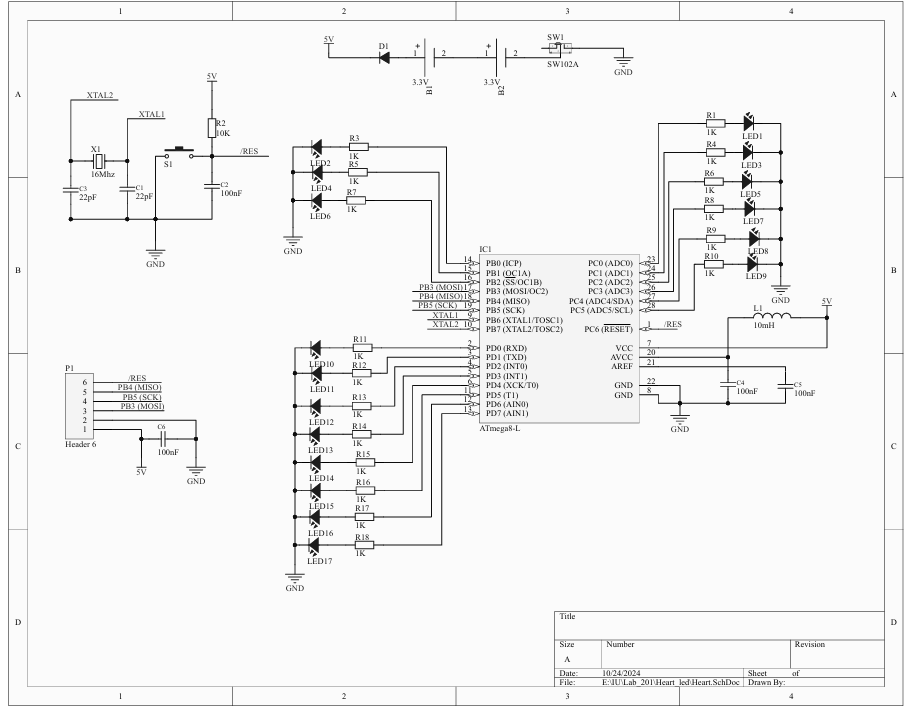 1 2 3 4
A A
B B
C C
D D
5V
D1
+
1 2
3.3V
B1
+
1 2
3.3V
B2
SW1
SW102A
GND
XTAL2
XTAL1
X1
16Mhz
C3
22pF
C1
22pF
5V
R2
10K
S1
/RES
C2
100nF
GND
R3
1K
LED2
R5
1K
LED4
R7
1K
LED6
GND
R1
1K
LED1
R4
1K
LED3
R6
1K
LED5
R8
1K
LED7
R9
1K
LED8
R10
1K
LED9
GND
IC1
14 PB0 (ICP)
15 PB1 (OC1A)
16 PB2 (SS/OC1B)
PB3 (MOSI) 17 PB3 (MOSI/OC2)
PB4 (MISO) 18 PB4 (MISO)
PB5 (SCK) 19 PB5 (SCK)
XTAL1 9 PB6 (XTAL1/TOSC1)
XTAL2 10 PB7 (XTAL2/TOSC2)
2 PD0 (RXD)
3 PD1 (TXD)
4 PD2 (INT0)
5 PD3 (INT1)
6 PD4 (XCK/T0)
11 PD5 (T1)
12 PD6 (AIN0)
13 PD7 (AIN1)
PC0 (ADC0) 23
PC1 (ADC1) 24
PC2 (ADC2) 25
PC3 (ADC3) 26
PC4 (ADC4/SDA) 27
PC5 (ADC5/SCL) 28
PC6 (RESET) 1 /RES
VCC 7
AVCC 20
AREF 21
GND 22
GND 8
ATmega8-L
L1
10mH
5V
C4
100nF
C5
100nF
GND
P1
6 /RES
5 PB4 (MISO)
4 PB5 (SCK)
3 PB3 (MOSI)
2
1
Header 6
C6
100nF
5V
GND
R11
1K
LED10
R12
1K
LED11
R13
1K
LED12
R14
1K
LED13
R15
1K
LED14
R16
1K
LED15
R17
1K
LED16
R18
1K
LED17
GND
Title
Size Number Revision
A
Date: 10/24/2024 Sheet of
File: E:\IU\Lab_201\Heart_led\Heart.SchDoc Drawn By:
1 2 3 4